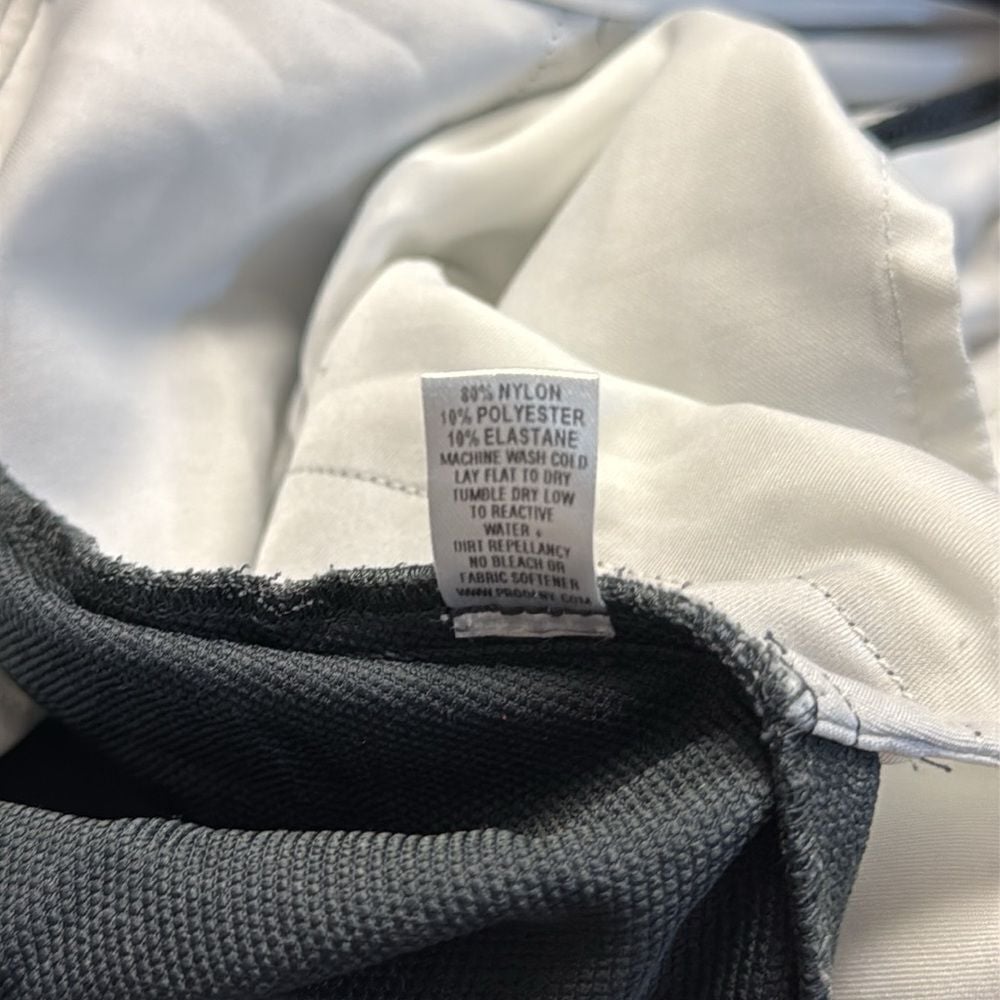 80% NYLON
10% POLYESTER
10% ELASTANE
MACHINE WASH COLD
LAY FLAT TO DRY
TUMBLE DRY LOW
TO REACTIVE
WATER +
DIRT REPELLANCY
NO BLEACH OR
FABRIC SOFTENER